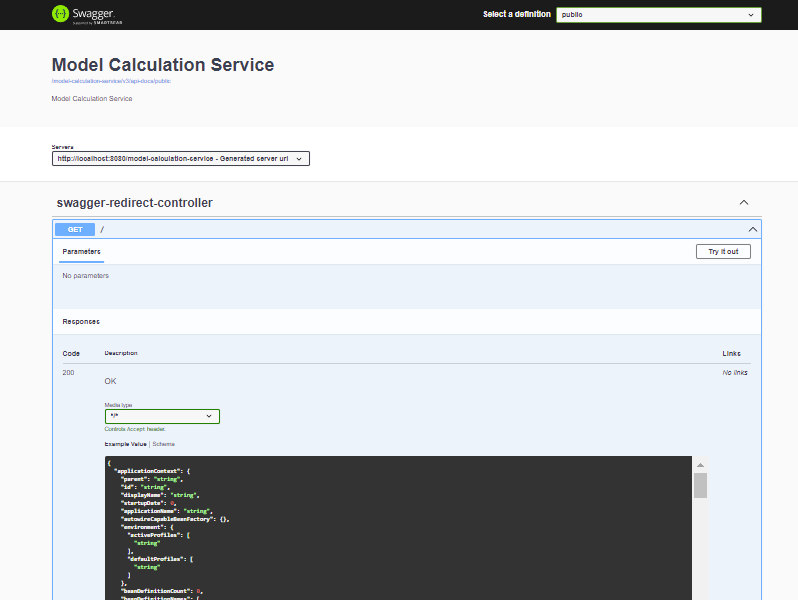 Swagger.
Supported by SMARTBEAR
Select a definition
public
Model Calculation Service
/model-calculation-service/v3/api-docs/public
Model Calculation Service
Servers
http://localhost:8080/model-calculation-service - Generated server url
swagger-redirect-controller
GET /
Parameters
Try it out
No parameters
Responses
Code Description Links
200 No links
OK
Media type
*/*
Controls Accept header.
Example Value | Schema
{
"applicationContext": {
"parent": "string",
"id": "string",
"displayName": "string",
"startupDate": 0,
"applicationName": "string",
"autowireCapableBeanFactory": {},
"environment": {
"activeProfiles": [
"string"
],
"defaultProfiles": [
"string"
]
},
"beanDefinitionCount": 0,
"beanDefinitionNames": [